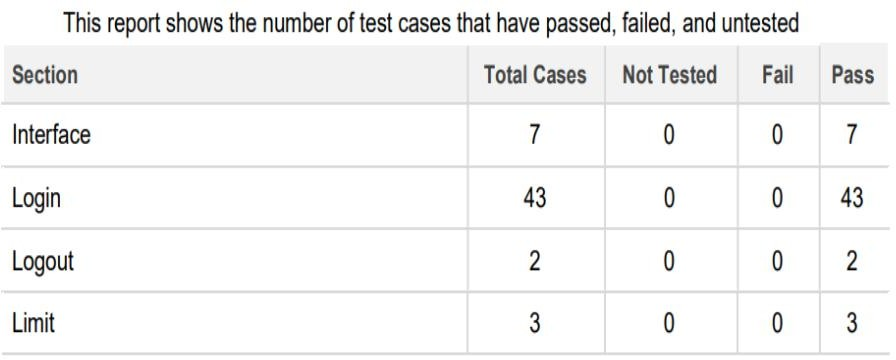 This report shows the number of test cases that have passed, failed, and untested
Section Total Cases Not Tested Fail Pass
Interface 7 0 0 7
Login 43 0 0 43
Logout 2 0 0 2
Limit 3 0 0 3